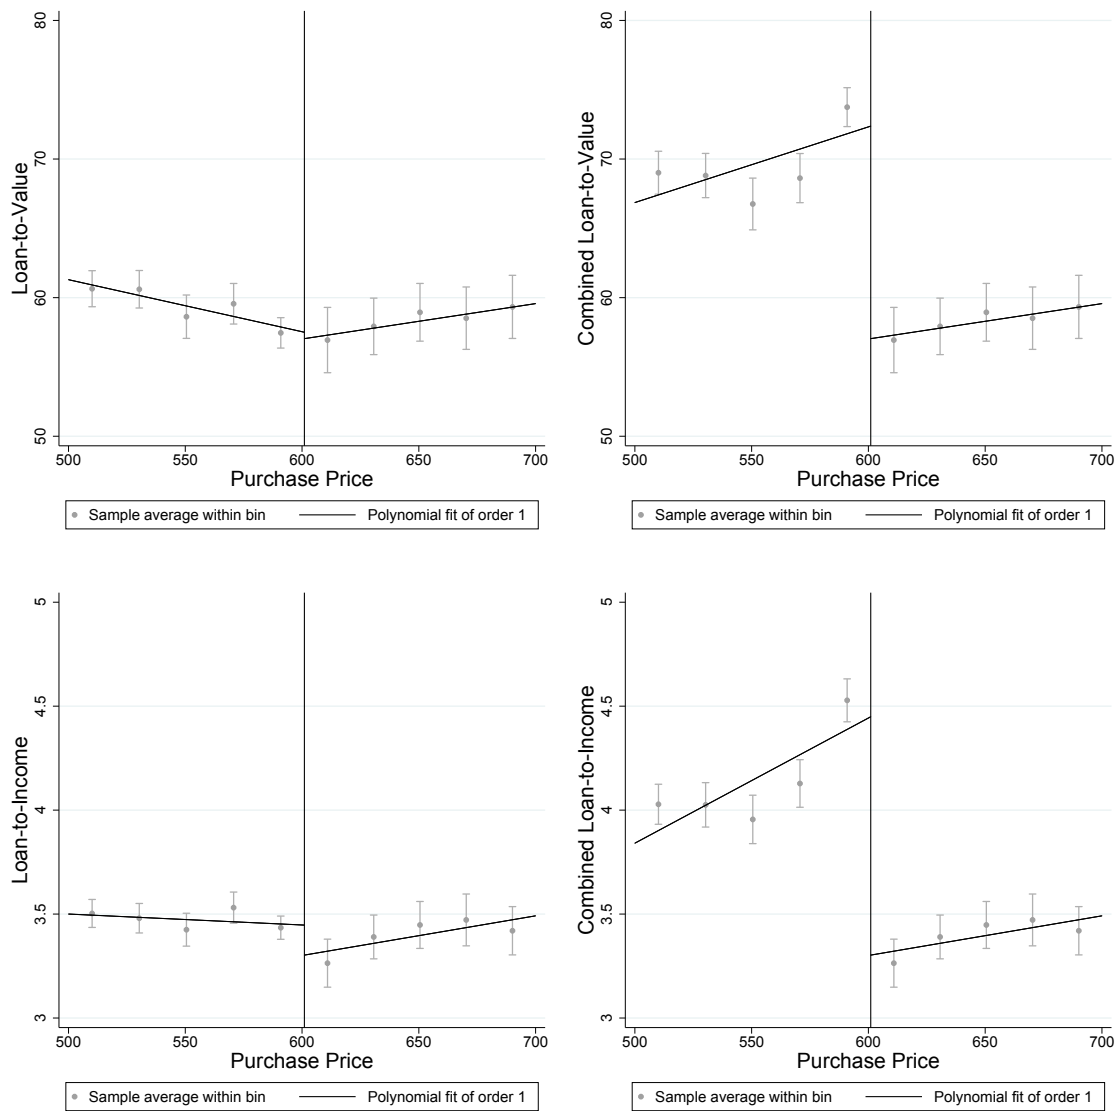 Loan-to-Value
80
70
60
50
500 550 600 650 700
Purchase Price
Sample average within bin Polynomial fit of order 1
Combined Loan-to-Value
80
70
60
50
500 550 600 650 700
Purchase Price
Sample average within bin Polynomial fit of order 1
Loan-to-Income
5
4.5
4
3.5
3
500 550 600 650 700
Purchase Price
Sample average within bin Polynomial fit of order 1
Combined Loan-to-Income
5
4.5
4
3.5
3
500 550 600 650 700
Purchase Price
Sample average within bin Polynomial fit of order 1